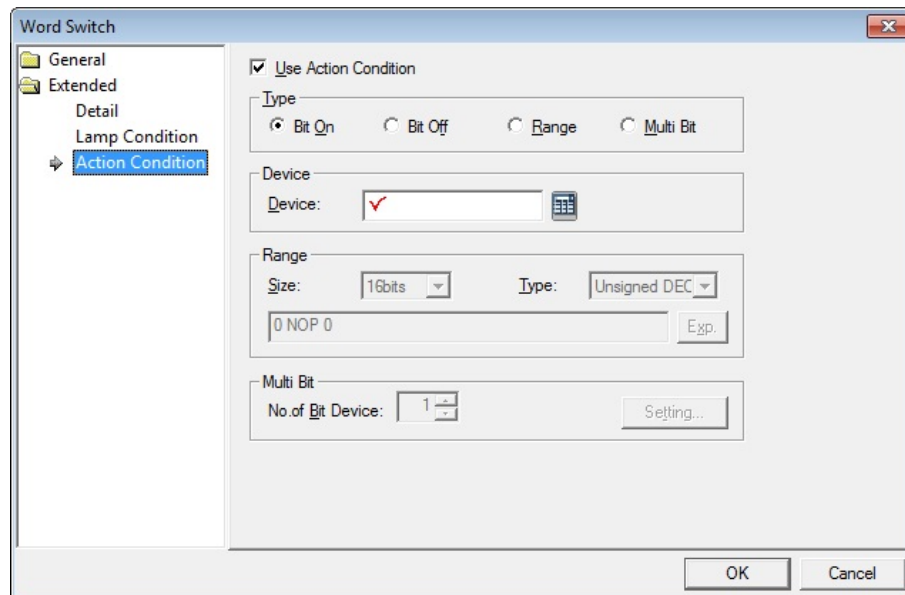 Word Switch
General
Extended
Detail
Lamp Condition
Action Condition
Use Action Condition
Type
Bit On Bit Off Range Multi Bit
Device
Device:
Range
Size: 16bits Type: Unsigned DEC
0 NOP 0 Exp.
Multi Bit
No.of Bit Device: 1 Setting...
OK Cancel